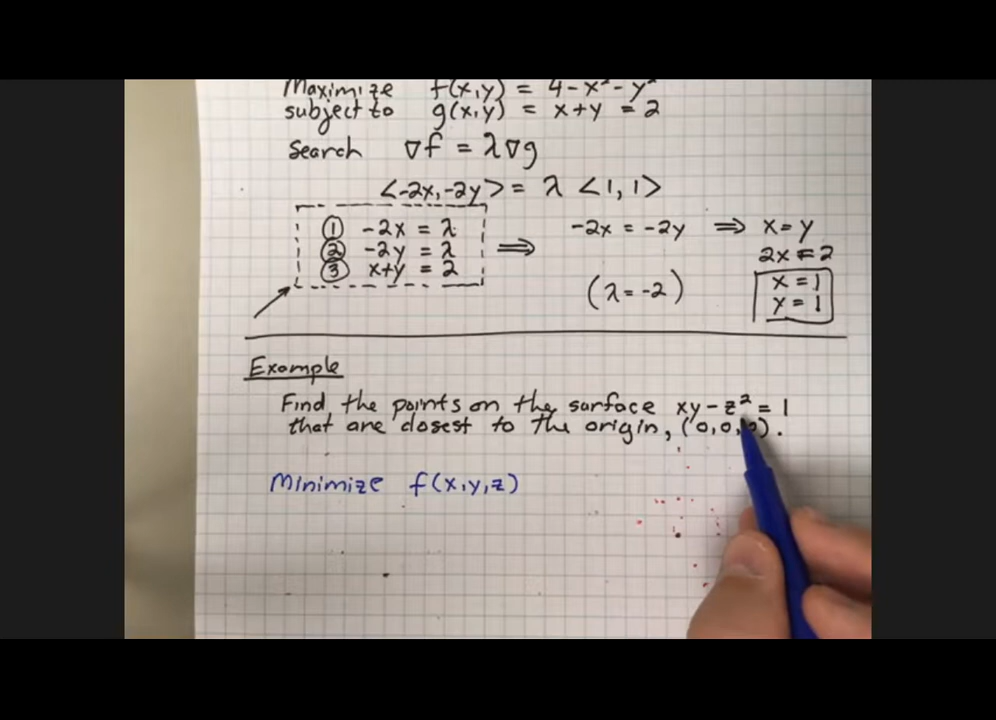 Maximize f(x,y) = 4-x²-y²
subject to g(x,y) = x+y = 2
Search ∇f = λ∇g
<-2x,-2y> = λ <1,1>
① -2x = λ
② -2y = λ
③ x+y = 2
⟹ -2x = -2y ⟹ x=y
2x=2
(λ=-2)
x=1
y=1
Example
Find the points on the surface xy-z²=1
that are closest to the origin, (0,0,0).
Minimize f(x,y,z)